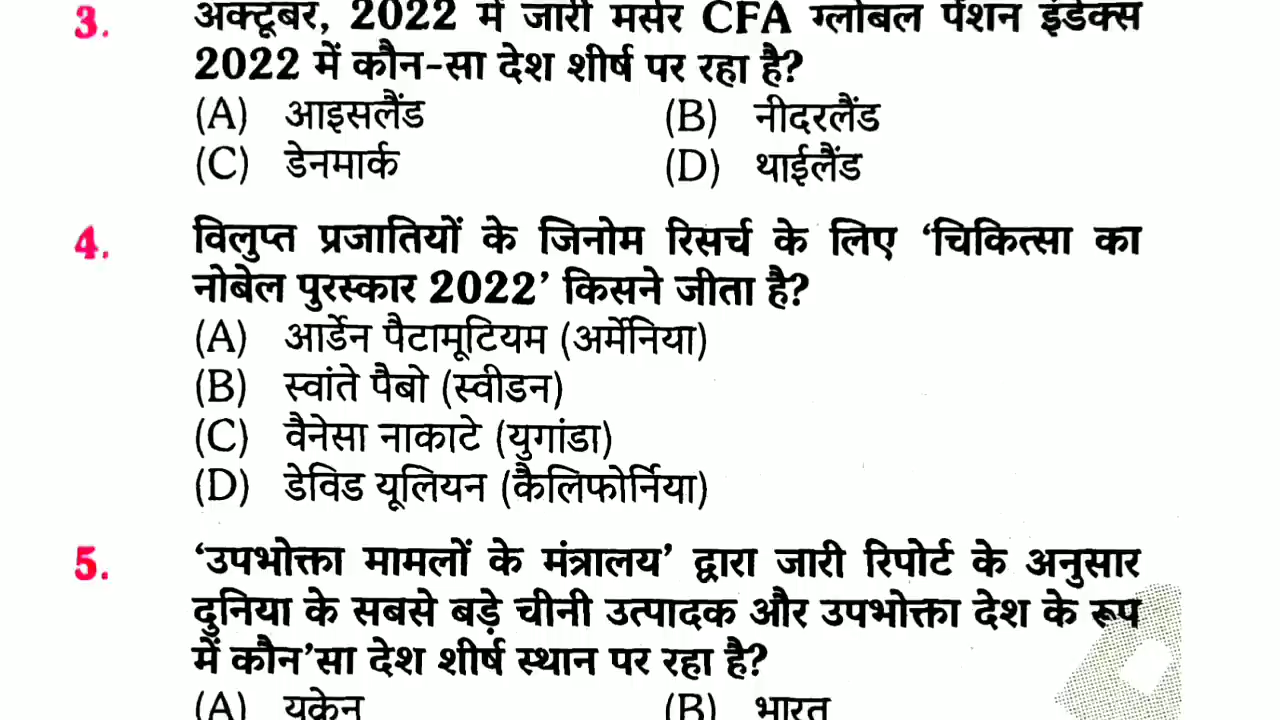 3. अक्टूबर, 2022 में जारी मर्सर CFA ग्लोबल पेंशन इंडेक्स
2022 में कौन-सा देश शीर्ष पर रहा है?
(A) आइसलैंड (B) नीदरलैंड
(C) डेनमार्क (D) थाईलैंड
4. विलुप्त प्रजातियों के जिनोम रिसर्च के लिए ‘चिकित्सा का
नोबेल पुरस्कार 2022’ किसने जीता है?
(A) आर्डेन पैटामूटियम (अर्मेनिया)
(B) स्वांते पैबो (स्वीडन)
(C) वैनेसा नाकाटे (युगांडा)
(D) डेविड यूलियन (कैलिफोर्निया)
5. ‘उपभोक्ता मामलों के मंत्रालय’ द्वारा जारी रिपोर्ट के अनुसार
दुनिया के सबसे बड़े चीनी उत्पादक और उपभोक्ता देश के रूप
में कौन’सा देश शीर्ष स्थान पर रहा है?
(A) यूक्रेन (B) भारत